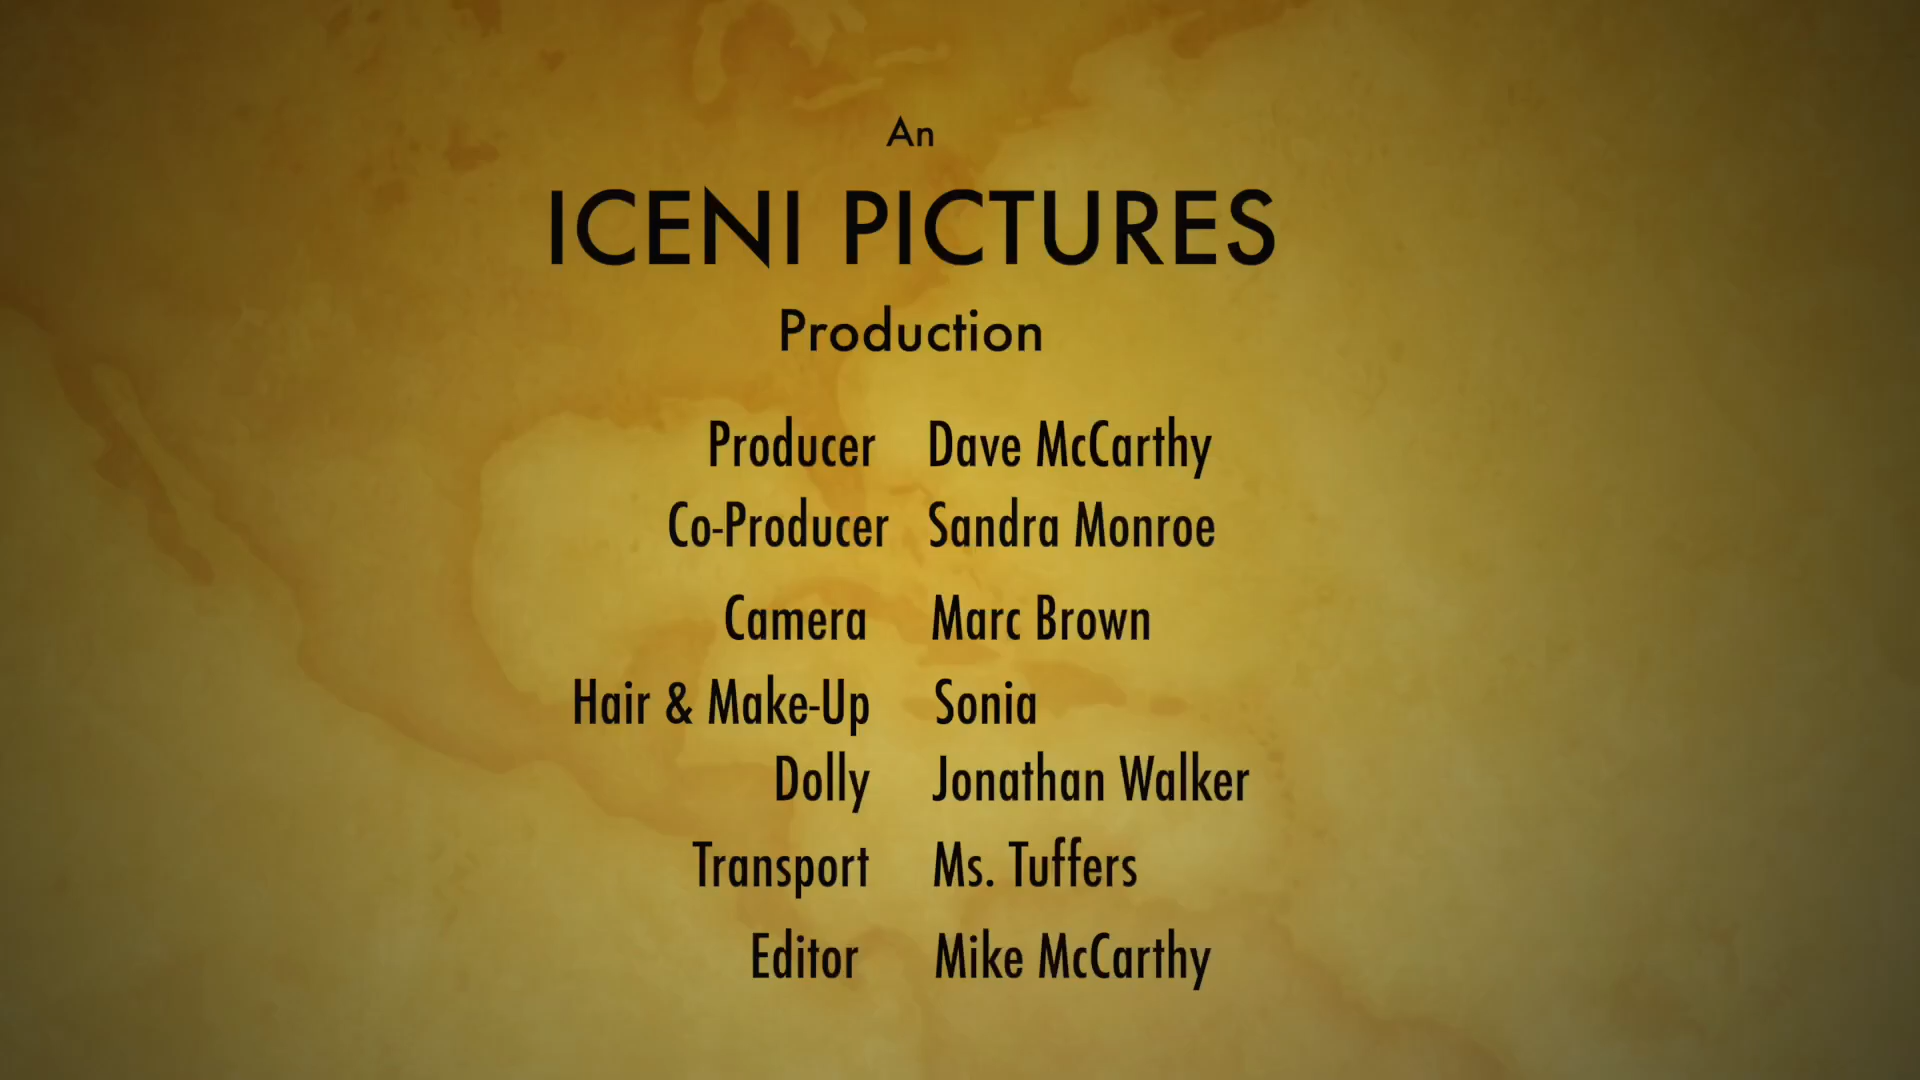 An
ICENI PICTURES
Production
Producer Dave McCarthy
Co-Producer Sandra Monroe
Camera Marc Brown
Hair & Make-Up Sonia
Dolly Jonathan Walker
Transport Ms. Tuffers
Editor Mike McCarthy